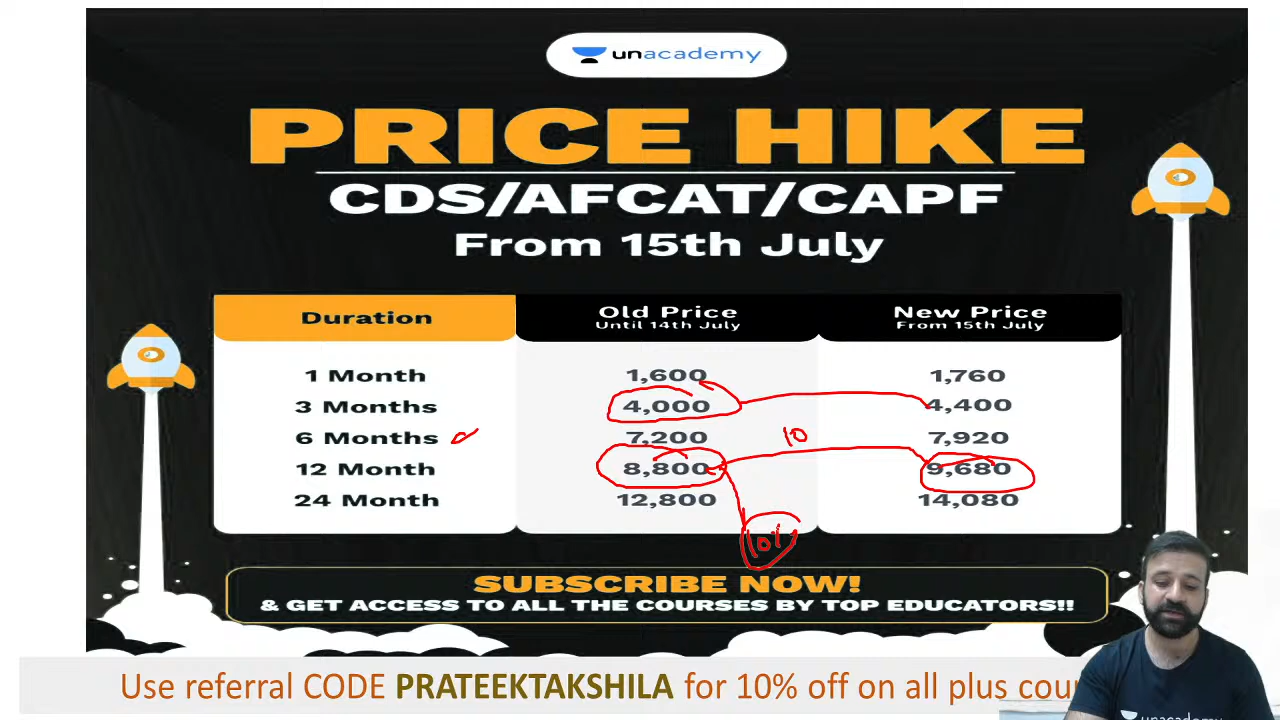 unacademy
PRICE HIKE
CDS/AFCAT/CAPF
From 15th July
Duration Old Price New Price
Until 14th July From 15th July
1 Month 1,600 1,760
3 Months 4,000 4,400
6 Months 7,200 7,920
10
12 Month 8,800 9,680
24 Month 12,800 14,080
10%
SUBSCRIBE NOW!
& GET ACCESS TO ALL THE COURSES BY TOP EDUCATORS!!
Use referral CODE PRATEEKTAKSHILA for 10% off on all plus
unacademy